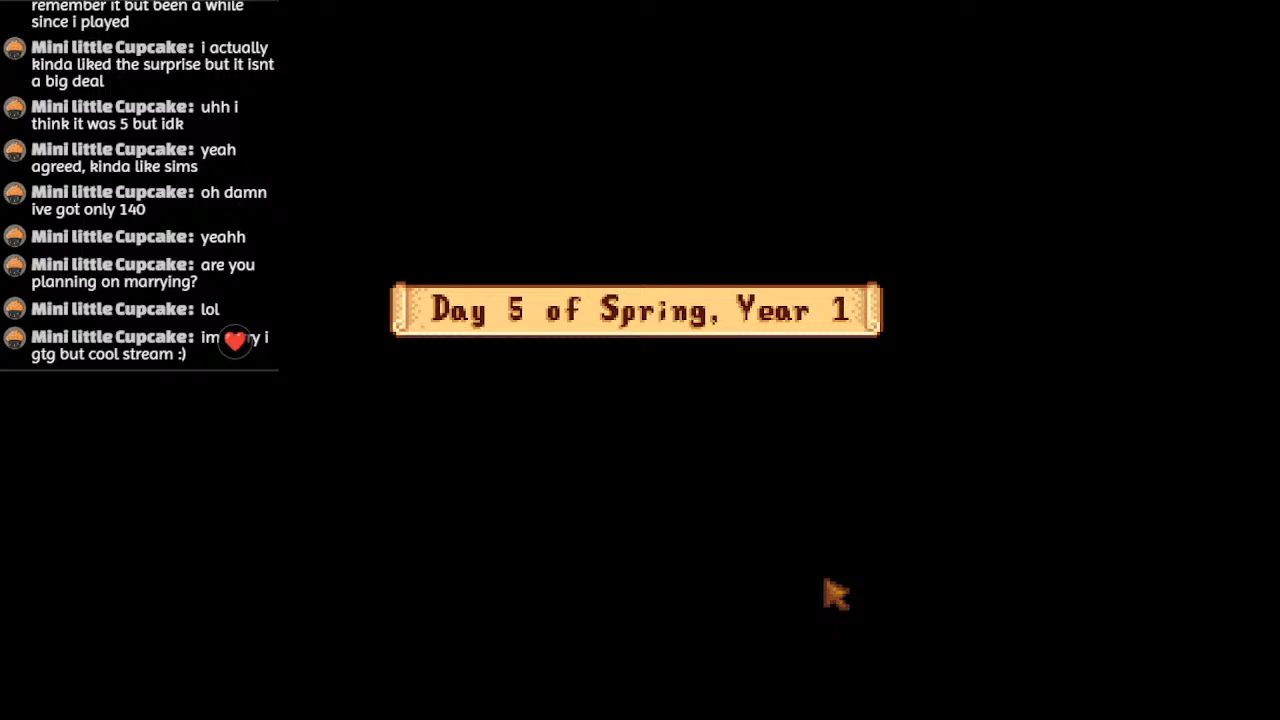 remember it but been a while
since i played
Mini little Cupcake: i actually
kinda liked the surprise but it isnt
a big deal
Mini little Cupcake: uhh i
think it was 5 but idk
Mini little Cupcake: yeah
agreed, kinda like sims
Mini little Cupcake: oh damn
ive got only 140
Mini little Cupcake: yeahh
Mini little Cupcake: are you
planning on marrying?
Mini little Cupcake: lol
Mini little Cupcake: i
gtg but cool stream :)
Day 5 of Spring, Year 1